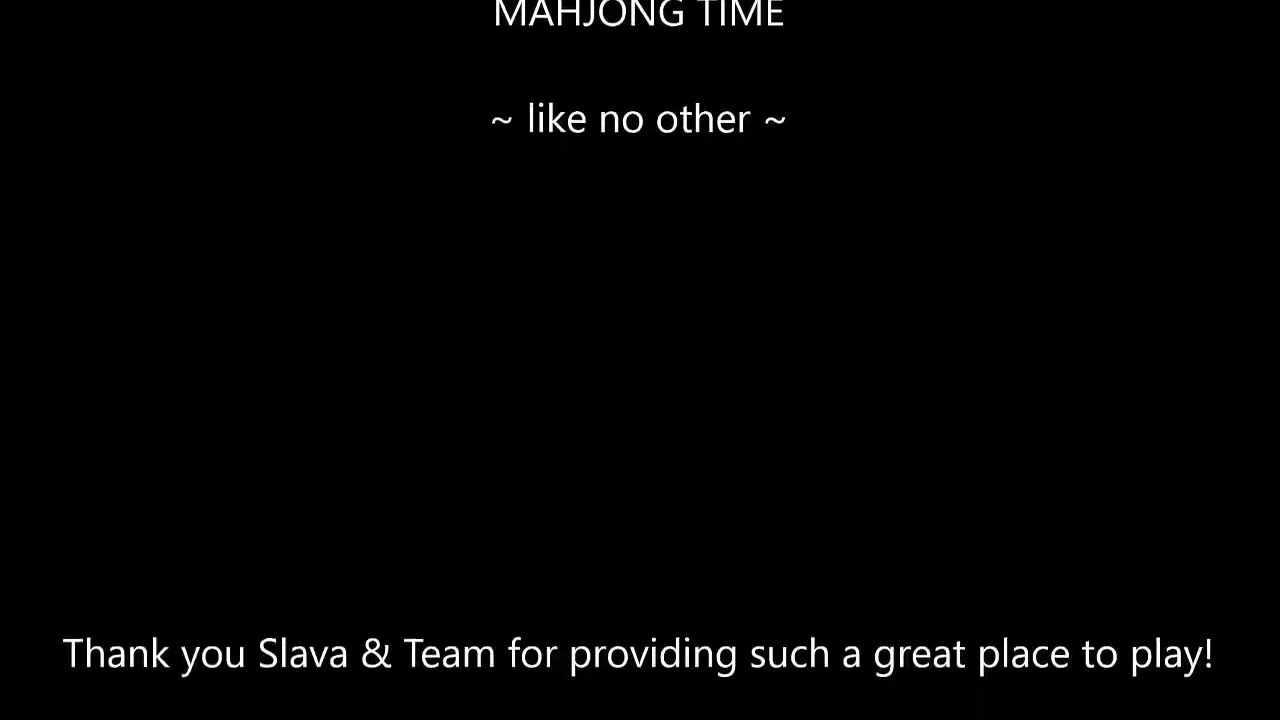 MAHJONG TIME
~ like no other ~
Thank you Slava & Team for providing such a great place to play!